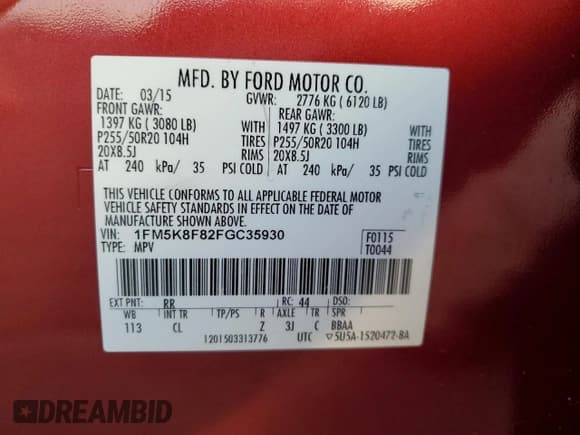 MFD. BY FORD MOTOR CO.
DATE: 03/15 GVWR: 2776 KG ( 6120 LB)
FRONT GAWR: REAR GAWR:
1397 KG ( 3080 LB) WITH 1497 KG ( 3300 LB) WITH
P255/50R20 104H TIRES P255/50R20 104H TIRES
20X8.5J RIMS 20X8.5J RIMS
AT 240 kPa/ 35 PSI COLD AT 240 kPa/ 35 PSI COLD
THIS VEHICLE CONFORMS TO ALL APPLICABLE FEDERAL MOTOR
VEHICLE SAFETY STANDARDS IN EFFECT ON THE DATE OF
MANUFACTURE SHOWN ABOVE.
VIN: 1FM5K8F82FGC35930 F0115
TYPE: MPV T0044
EXT PNT: RR RC: 44 DSO:
WB INT TR TP/PS R AXLE TR SPR
113 CL Z 3J C BBAA
1201503313776 UTC ▽5U5A-1520472-BA
DREAMBID